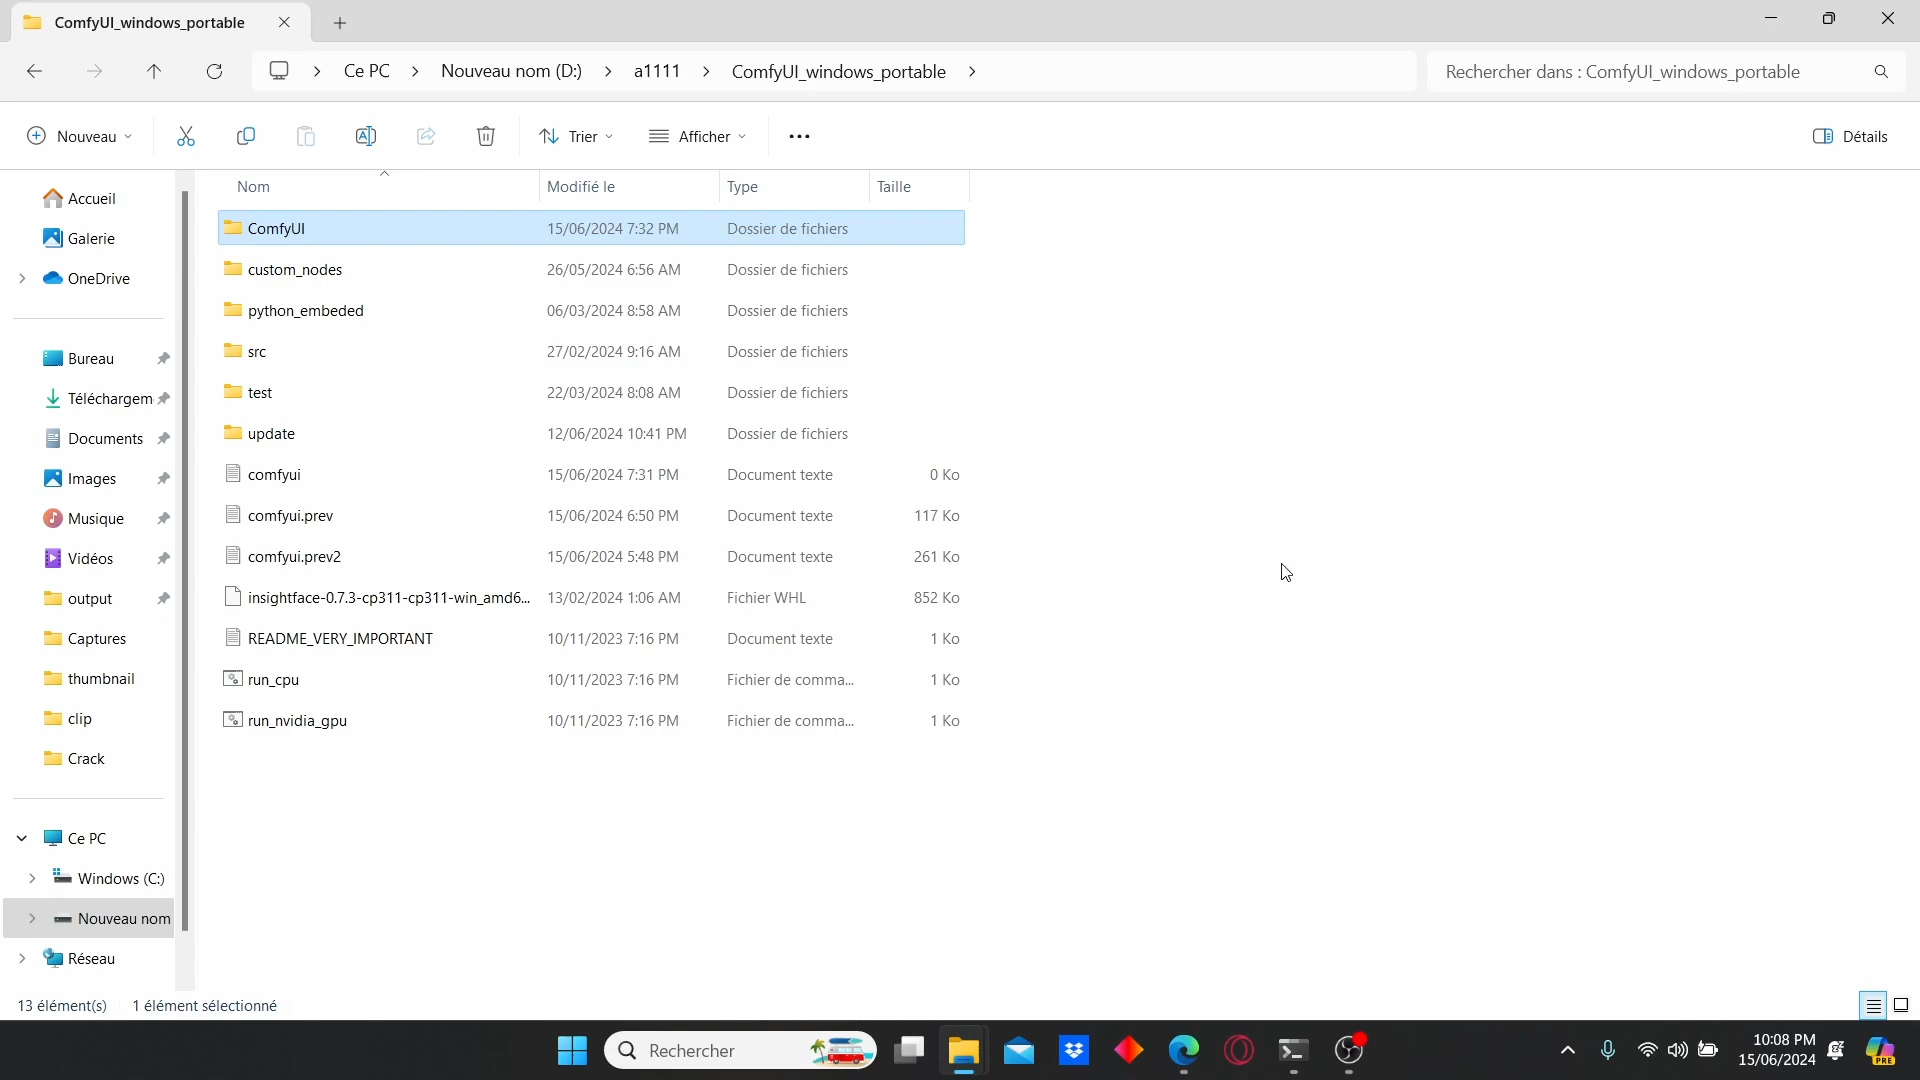 ComfyUI_windows_portable
Ce PC
Nouveau nom (D:)
a1111
ComfyUI_windows_portable
Rechercher dans : ComfyUI_windows_portable
Nouveau
Trier
Afficher
Détails
Nom
Modifié le
Type
Taille
Accueil
Galerie
OneDrive
Bureau
Téléchargem
Documents
Images
Musique
Vidéos
output
Captures
thumbnail
clip
Crack
Ce PC
Windows (C:)
Nouveau nom
Réseau
ComfyUI 15/06/2024 7:32 PM Dossier de fichiers
custom_nodes 26/05/2024 6:56 AM Dossier de fichiers
python_embeded 06/03/2024 8:58 AM Dossier de fichiers
src 27/02/2024 9:16 AM Dossier de fichiers
test 22/03/2024 8:08 AM Dossier de fichiers
update 12/06/2024 10:41 PM Dossier de fichiers
comfyui 15/06/2024 7:31 PM Document texte 0 Ko
comfyui.prev 15/06/2024 6:50 PM Document texte 117 Ko
comfyui.prev2 15/06/2024 5:48 PM Document texte 261 Ko
insightface-0.7.3-cp311-cp311-win_amd6... 13/02/2024 1:06 AM Fichier WHL 852 Ko
README_VERY_IMPORTANT 10/11/2023 7:16 PM Document texte 1 Ko
run_cpu 10/11/2023 7:16 PM Fichier de comma... 1 Ko
run_nvidia_gpu 10/11/2023 7:16 PM Fichier de comma... 1 Ko
13 élément(s)
1 élément sélectionné
Rechercher
10:08 PM
15/06/2024
PRE